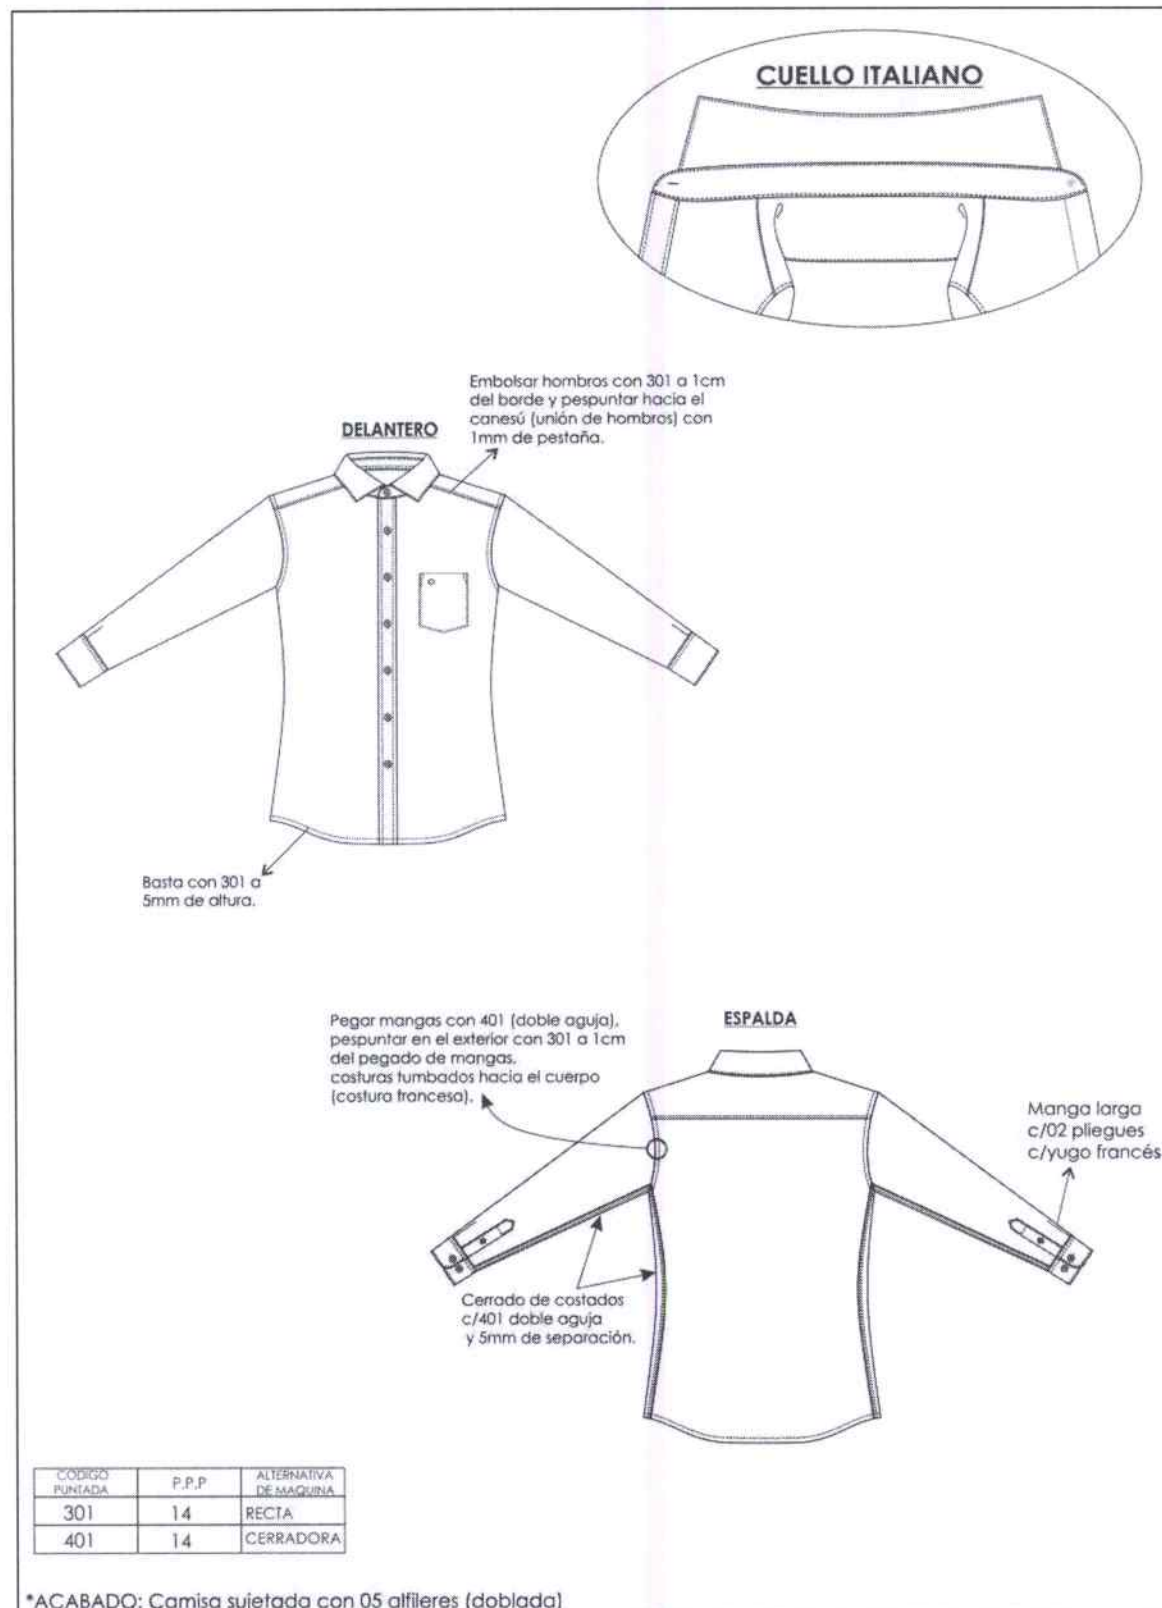 CUELLO ITALIANO
Embolsar hombros con 301 a 1cm
del borde y pespuntar hacia el
canesú (unión de hombros) con
1mm de pestaña.
DELANTERO
Basta con 301 a
5mm de altura.
Pegar mangas con 401 (doble aguja),
pespuntar en el exterior con 301 a 1cm
del pegado de mangas.
costuras tumbados hacia el cuerpo
(costura francesa).
ESPALDA
Manga larga
c/02 pliegues
c/yugo francés
Cerrado de costados
c/401 doble aguja
y 5mm de separación.
CODIGO PUNTADA P.P.P ALTERNATIVA DE MAQUINA
301 14 RECTA
401 14 CERRADORA
*ACABADO: Camisa sujetada con 05 alfileres (doblada)